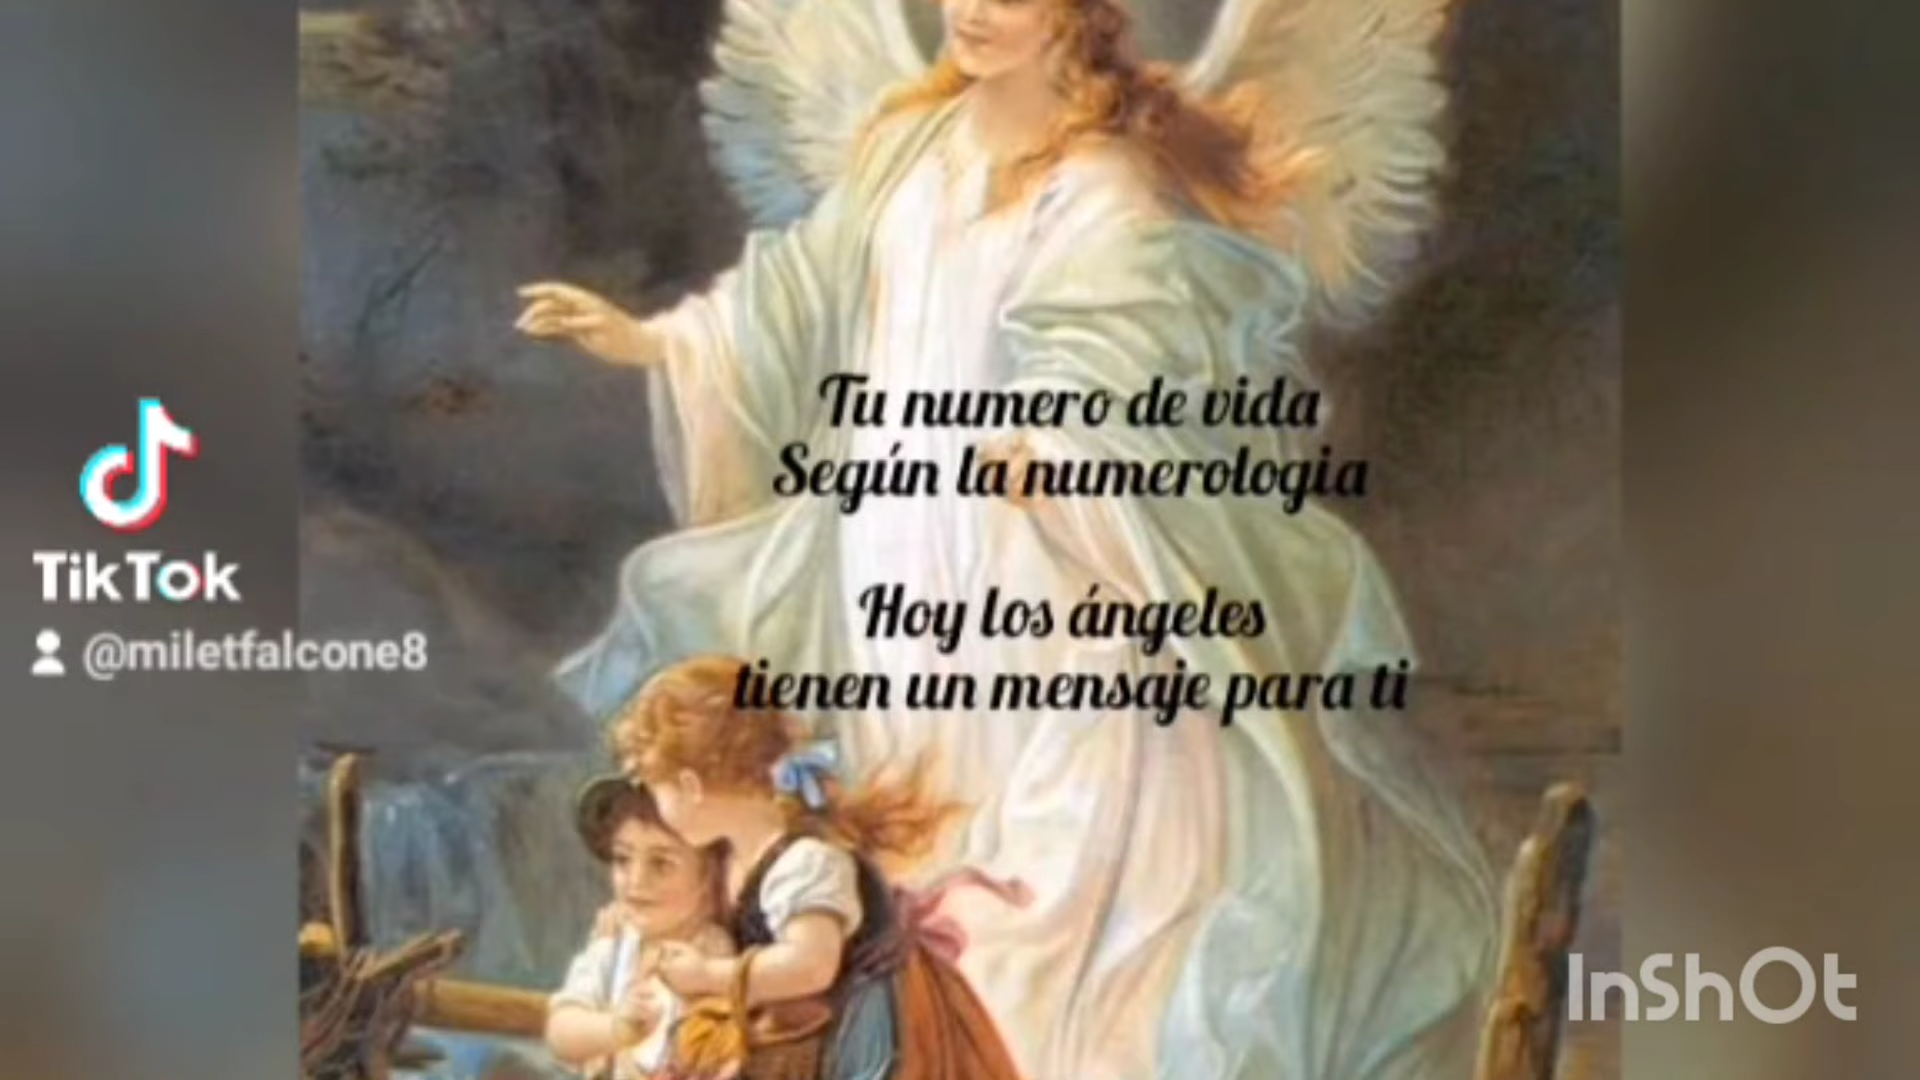 Tu numero de vida
Según la numerologia
Hoy los ángeles
tienen un mensaje para ti
TikTok
@miletfalcone8
InShOt